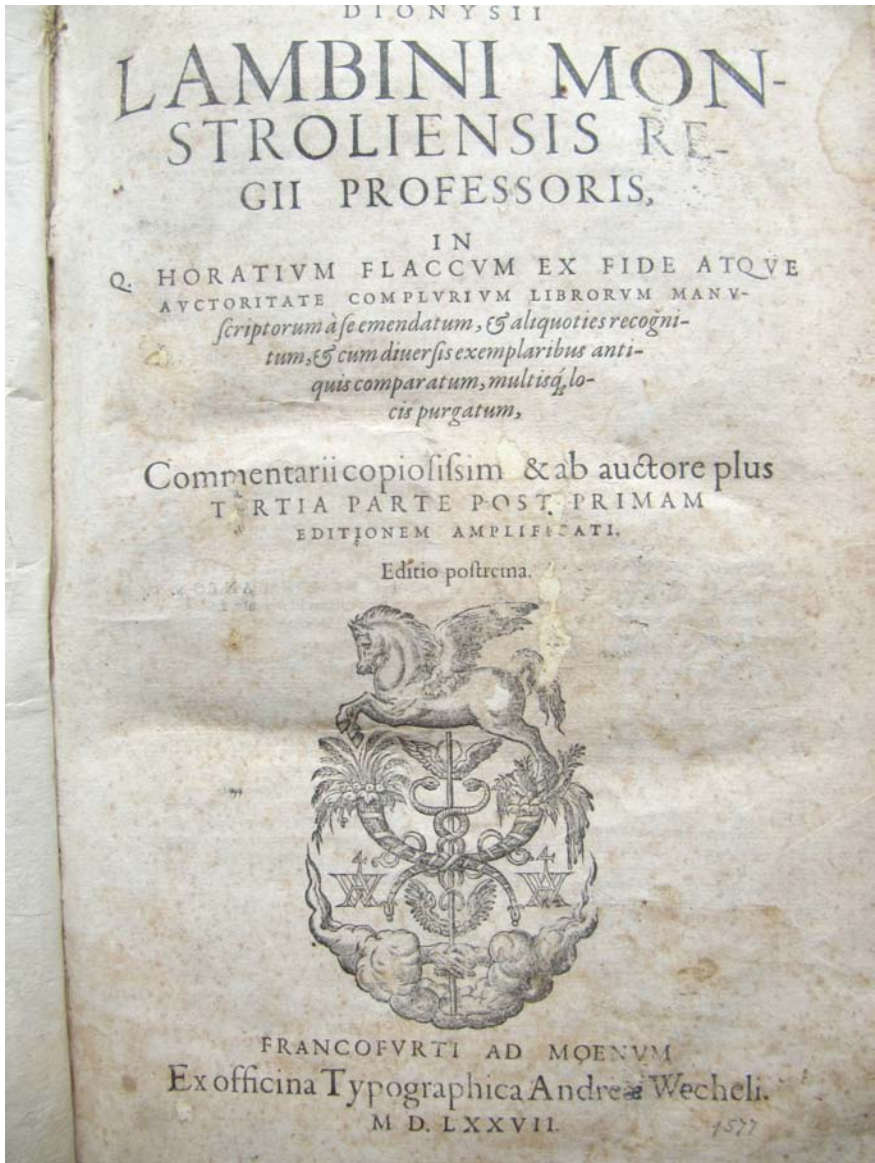 DIONYSII
LAMBINI MON-
STROLIENSIS RE-
GII PROFESSORIS,
IN
Q. HORATIVM FLACCVM EX FIDE ATQVE
AVCTORITATE COMPLVRIVM LIBRORVM MANV-
scriptorum à se emendatum, & aliquoties recogni-
tum, & cum diuersis exemplaribus anti-
quis comparatum, multisq́; lo-
cis purgatum,
Commentarii copiosissim & ab auctore plus
TERTIA PARTE POST PRIMAM
EDITIONEM AMPLIFICATI.
Editio postrema.
FRANCOFVRTI AD MOENVM
Ex officina Typographica Andreæ Wecheli.
M D. LXXVII.
1577